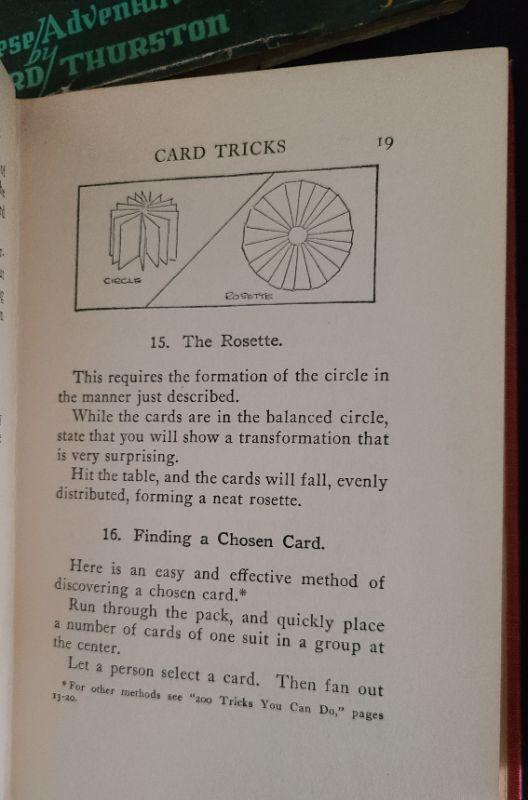 ese/Adventur
by
RD/THURSTON
CARD TRICKS 19
CIRCLE
ROSETTE
15. The Rosette.
This requires the formation of the circle in
the manner just described.
While the cards are in the balanced circle,
state that you will show a transformation that
is very surprising.
Hit the table, and the cards will fall, evenly
distributed, forming a neat rosette.
16. Finding a Chosen Card.
Here is an easy and effective method of
discovering a chosen card.*
Run through the pack, and quickly place
a number of cards of one suit in a group at
the center.
Let a person select a card. Then fan out
*For other methods see "200 Tricks You Can Do," pages
13-20.